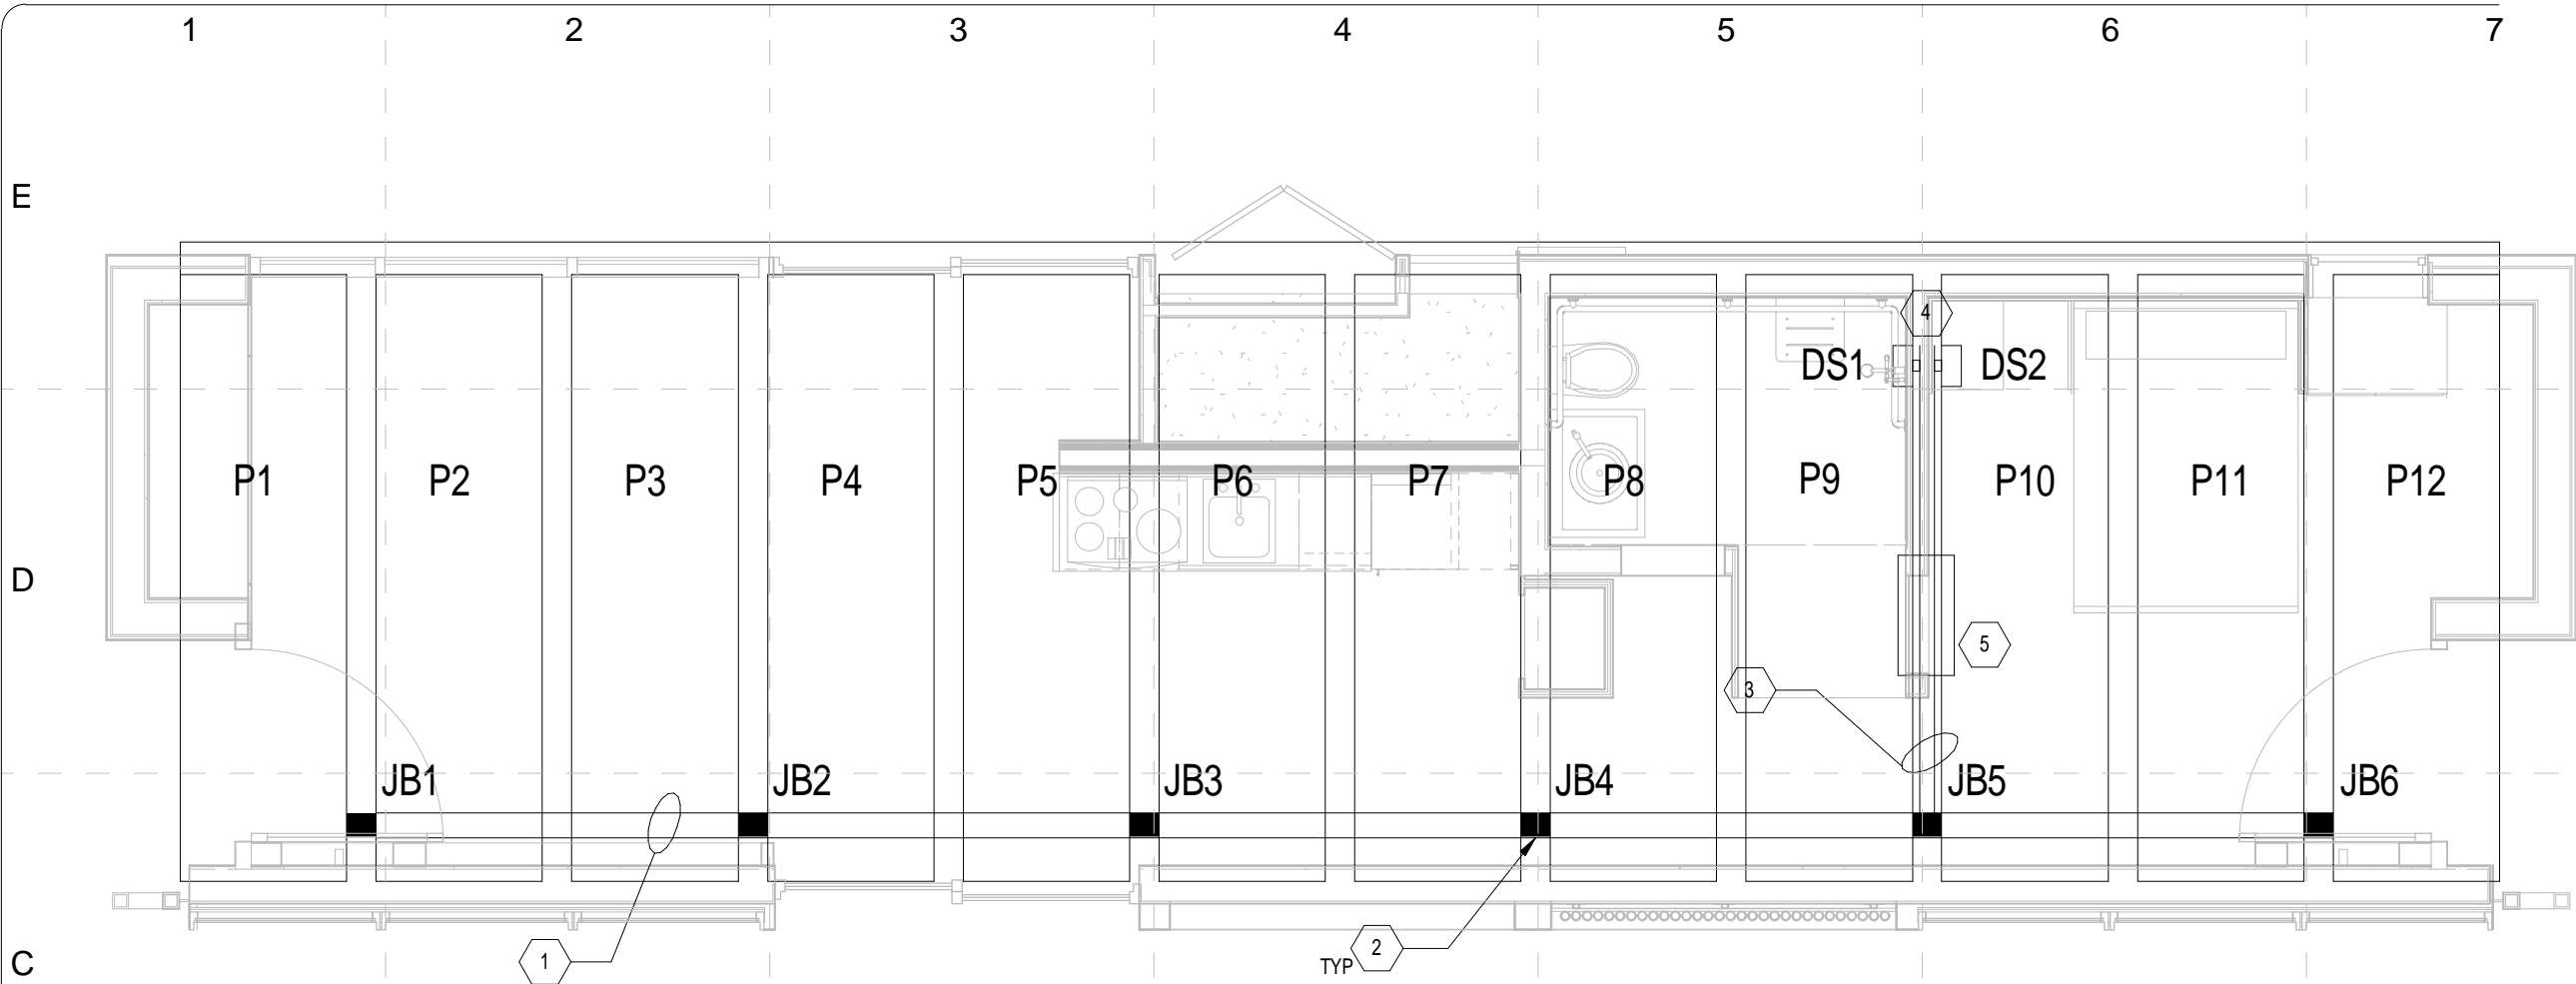 1 2 3 4 5 6 7
E
4
DS1 DS2
P1 P2 P3 P4 P5 P6 P7 P8 P9 P10 P11 P12
D
5
3
JB1 JB2 JB3 JB4 JB5 JB6
1
2
TYP
C